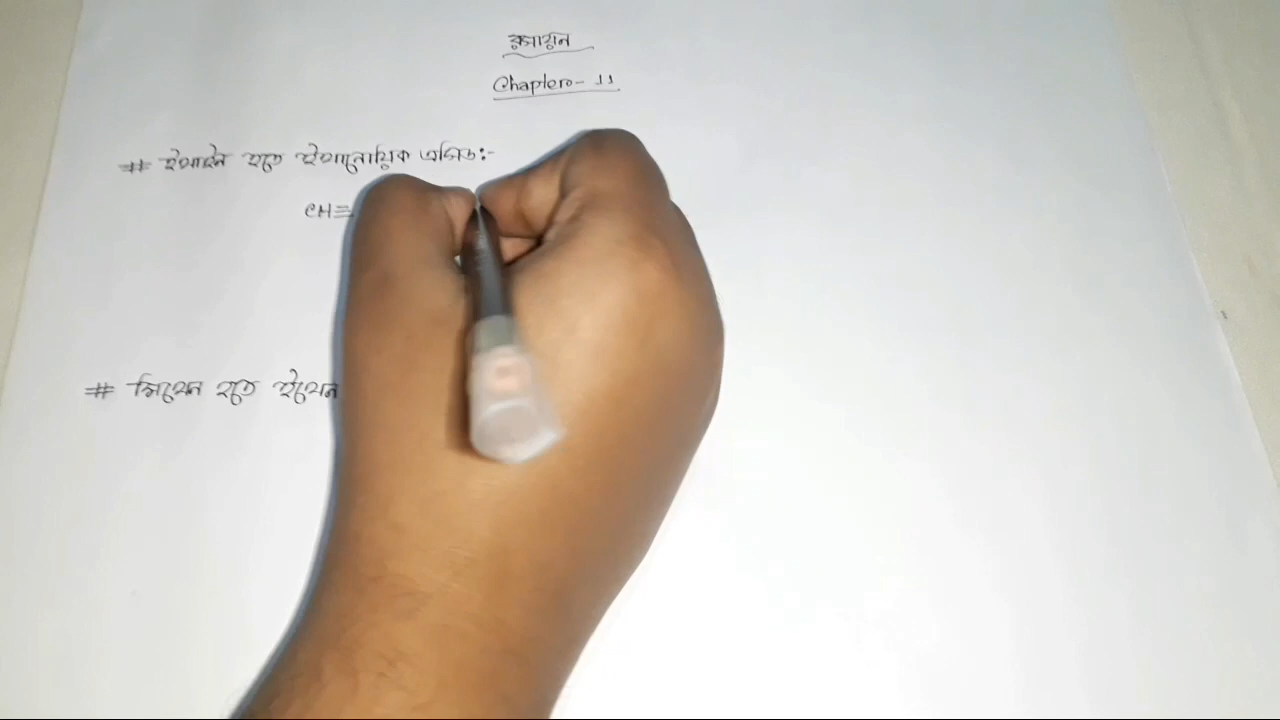 রসায়ন
Chapter - 11
# ইথাইন হতে ইথানোয়িক এসিড:-
CH≡
# মিথেন হতে ইথেন